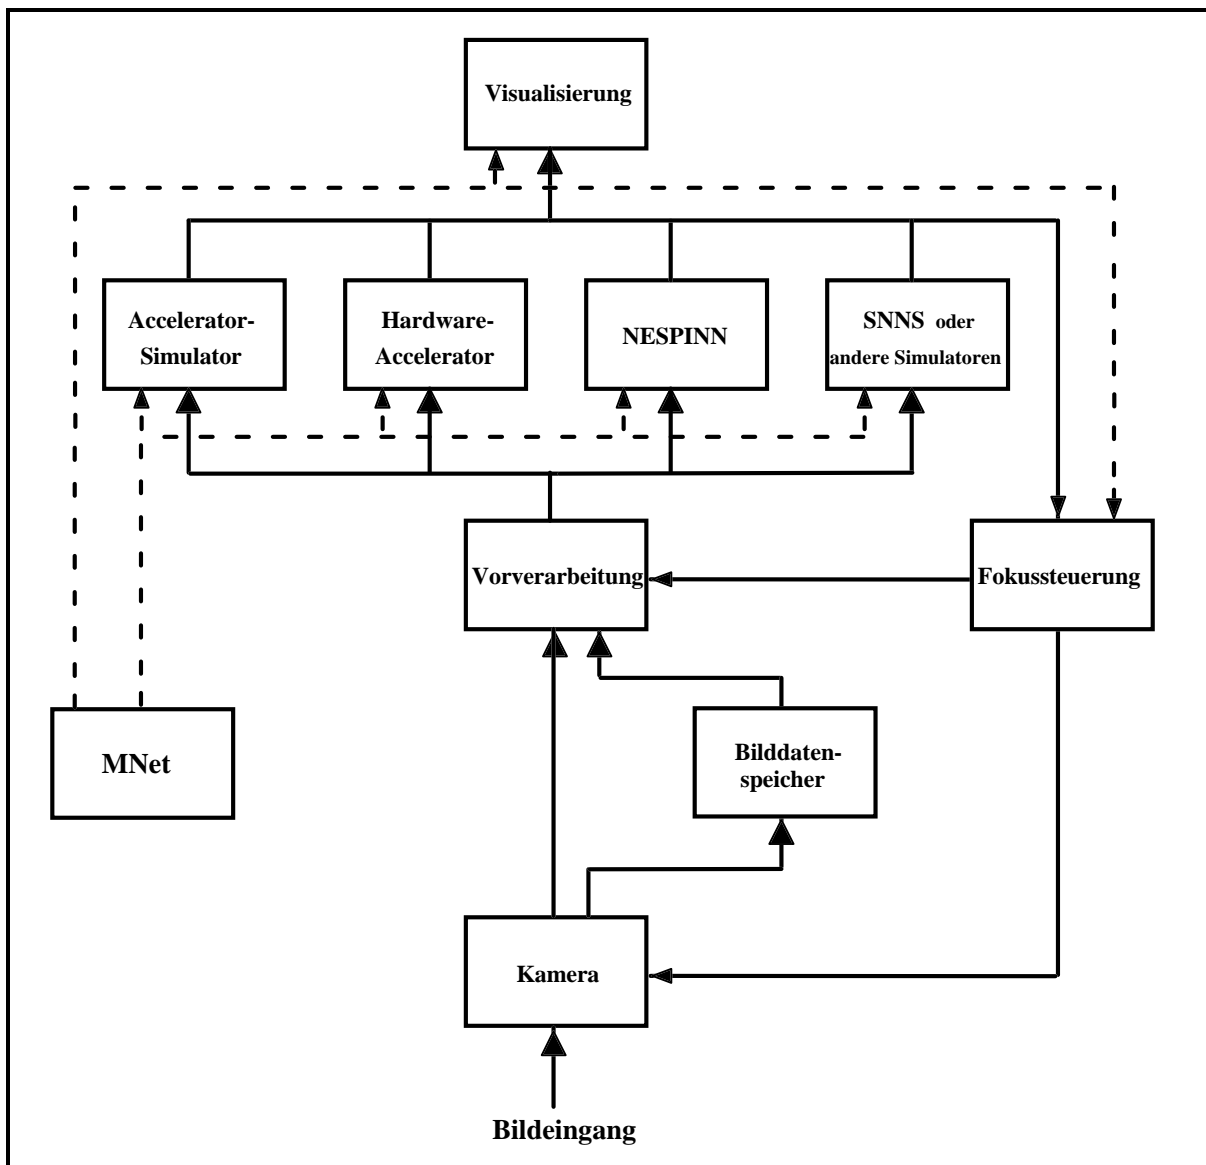 Visualisierung
Accelerator-
Simulator
Hardware-
Accelerator
NESPINN
SNNS oder
andere Simulatoren
Vorverarbeitung
Fokussteuerung
MNet
Bilddaten-
speicher
Kamera
Bildeingang